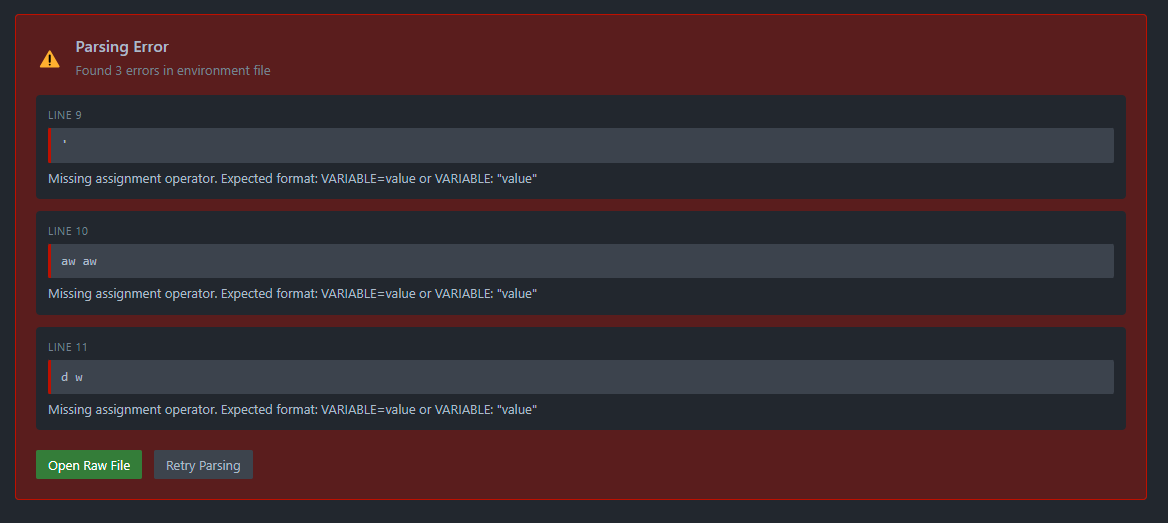 Parsing Error
Found 3 errors in environment file
LINE 9
'
Missing assignment operator. Expected format: VARIABLE=value or VARIABLE: "value"
LINE 10
aw aw
Missing assignment operator. Expected format: VARIABLE=value or VARIABLE: "value"
LINE 11
d w
Missing assignment operator. Expected format: VARIABLE=value or VARIABLE: "value"
Open Raw File Retry Parsing